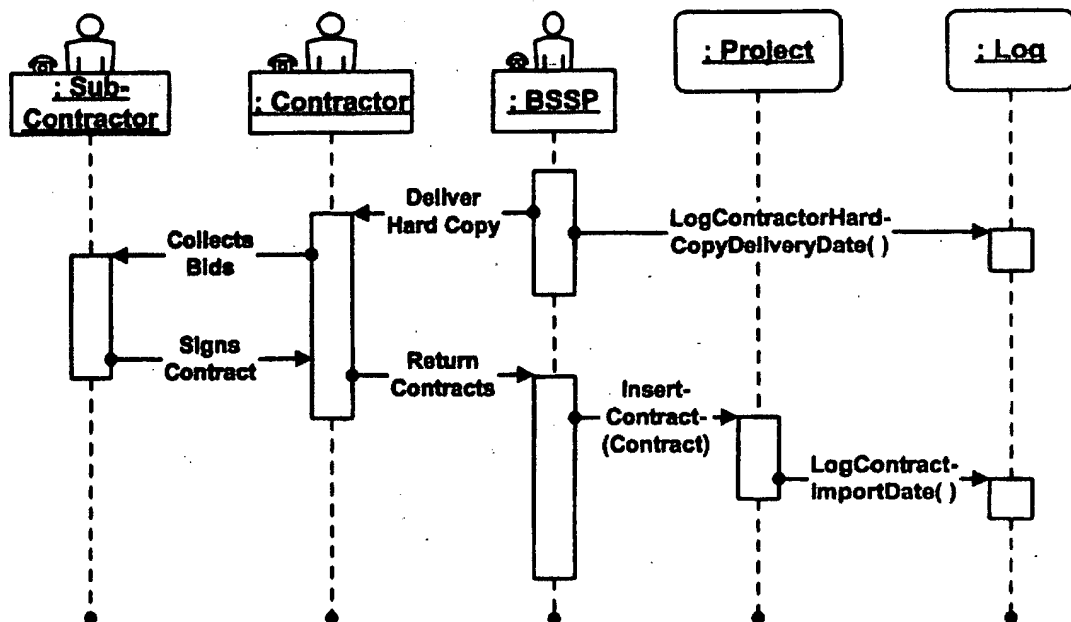 : Sub-
Contractor
: Contractor
: BSSP
: Project
: Log
Deliver
Hard Copy
LogContractorHard-
CopyDeliveryDate( )
Collects
Bids
Signs
Contract
Return
Contracts
Insert-
Contract-
(Contract)
LogContract-
ImportDate( )